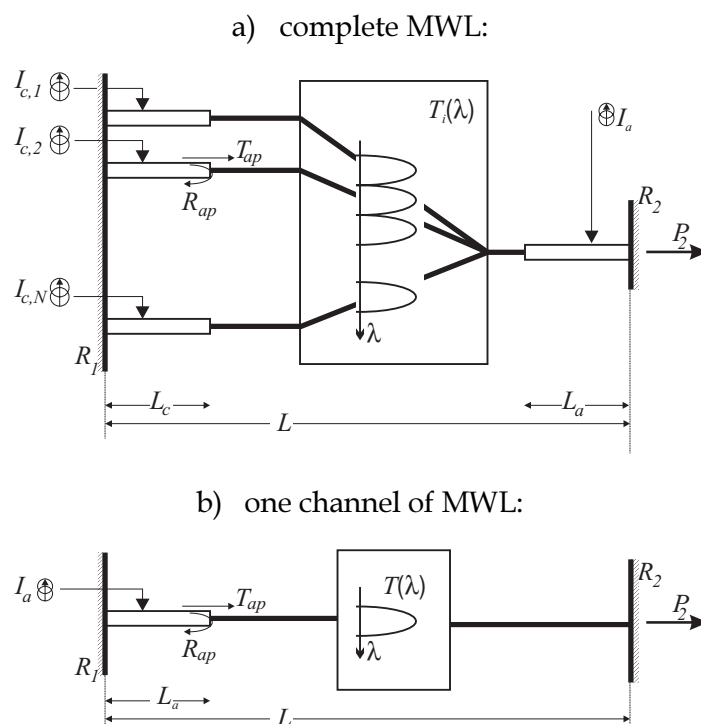 a) complete MWL:
I_{c,1}
T_i(λ)
I_a
I_{c,2}
T_{ap}
R_{ap}
R_2
P_2
I_{c,N}
λ
R_1
L_c
L_a
L
b) one channel of MWL:
I_a
T_{ap}
T(λ)
R_2
P_2
R_{ap}
λ
R_1
L_a
L